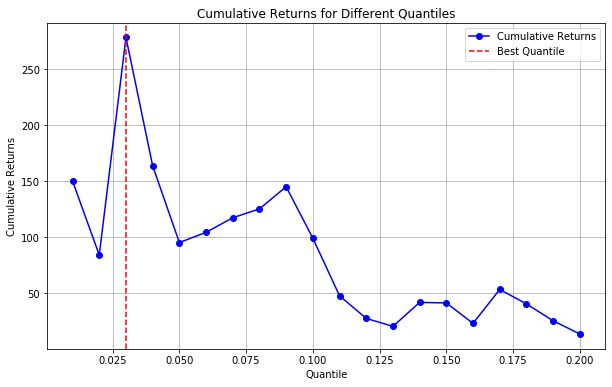 Cumulative Returns for Different Quantiles
Cumulative Returns
Best Quantile
Cumulative Returns
250
200
150
100
50
0.025 0.050 0.075 0.100 0.125 0.150 0.175 0.200
Quantile